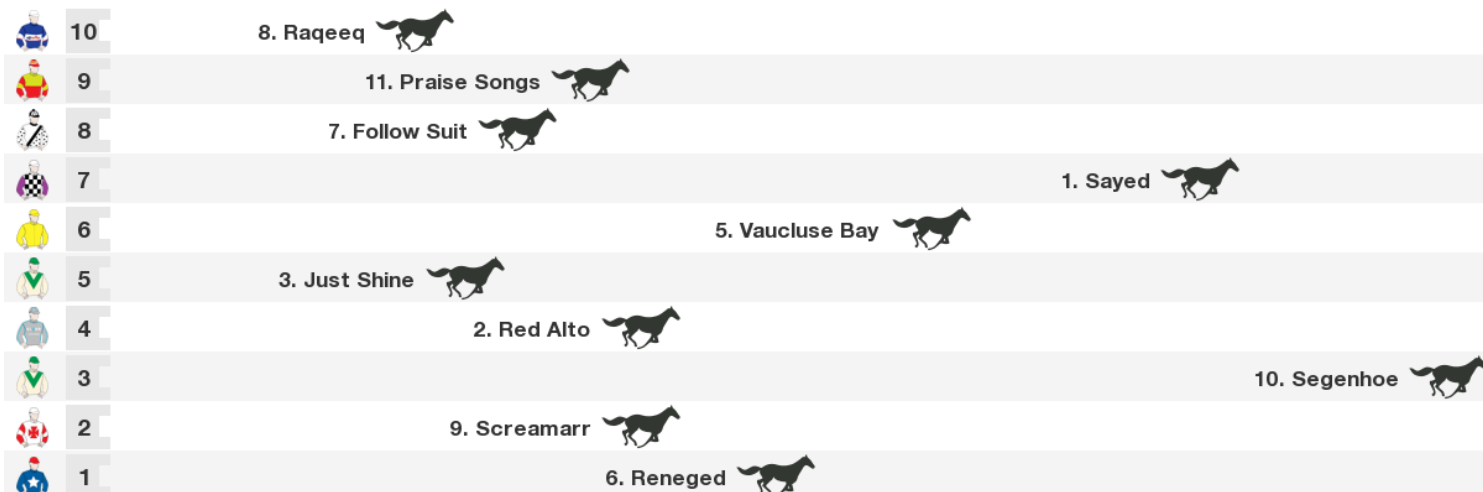 10 8. Raqeeq
9 11. Praise Songs
8 7. Follow Suit
7 1. Sayed
6 5. Vaucluse Bay
5 3. Just Shine
4 2. Red Alto
3 10. Segenhoe
2 9. Screamarr
1 6. Reneged